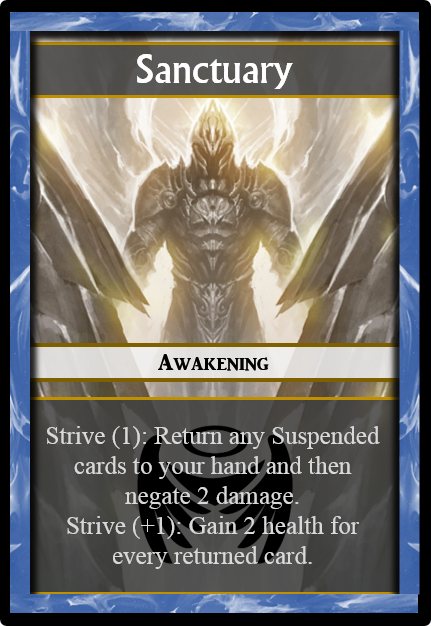 Sanctuary
Awakening
Strive (1): Return any Suspended
cards to your hand and then
negate 2 damage.
Strive (+1): Gain 2 health for
every returned card.